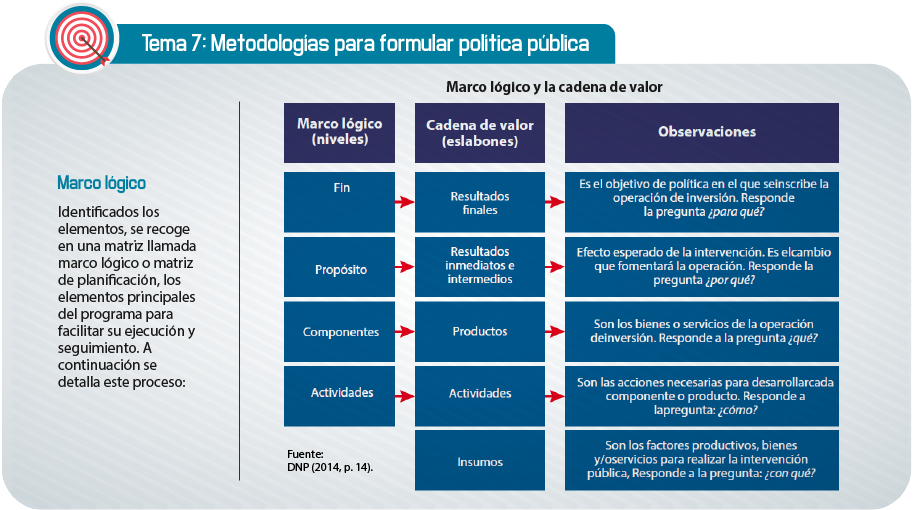 Tema 7: Metodologías para formular política pública
Marco lógico
Identificados los
elementos, se recoge
en una matriz llamada
marco lógico o matriz
de planificación, los
elementos principales
del programa para
facilitar su ejecución y
seguimiento. A
continuación se
detalla este proceso:
Marco lógico y la cadena de valor
Marco lógico
(niveles)
Cadena de valor
(eslabones)
Observaciones
Fin
Resultados
finales
Es el objetivo de política en el que seinscribe la
operación de inversión. Responde
la pregunta ¿para qué?
Propósito
Resultados
inmediatos e
intermedios
Efecto esperado de la intervención. Es elcambio
que fomentará la operación. Responde la
pregunta ¿por qué?
Componentes
Productos
Son los bienes o servicios de la operación
deinversión. Responde a la pregunta ¿qué?
Actividades
Actividades
Son las acciones necesarias para desarrollarcada
componente o producto. Responde a
lapregunta: ¿cómo?
Insumos
Son los factores productivos, bienes
y/oservicios para realizar la intervención
pública, Responde a la pregunta: ¿con qué?
Fuente:
DNP (2014, p. 14).